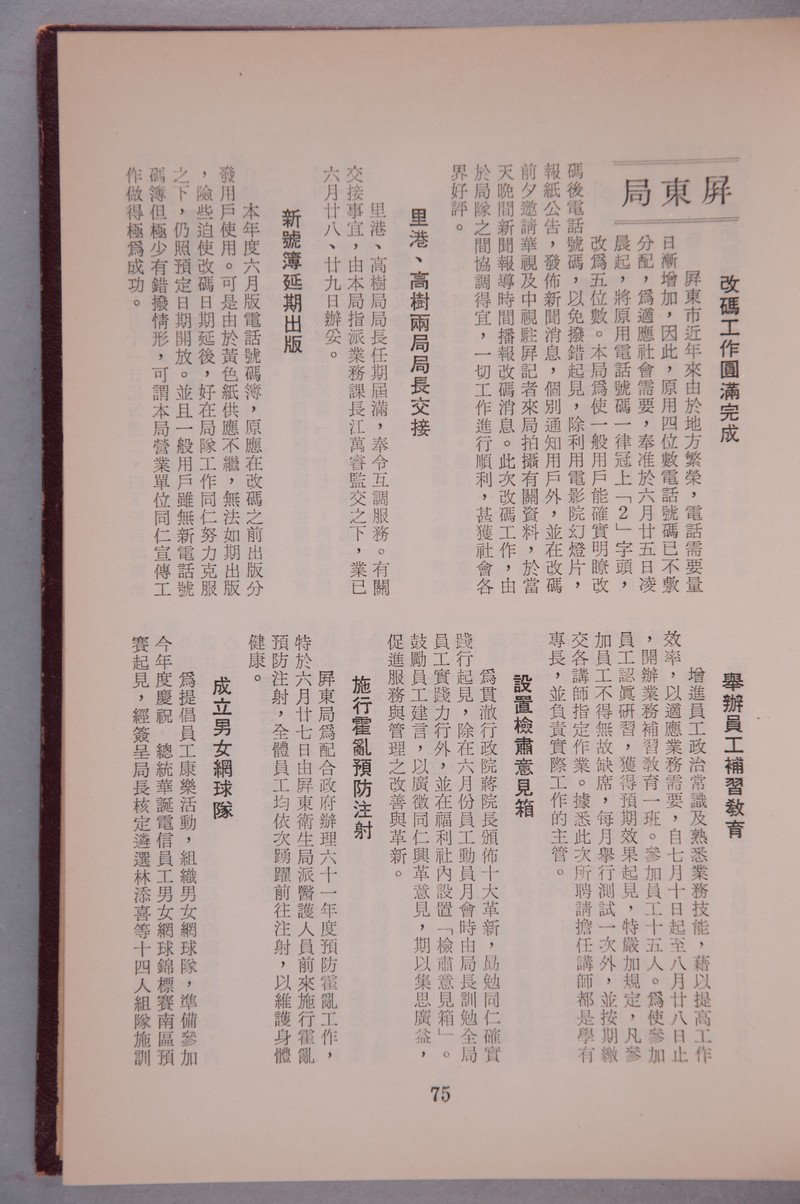 屏東局
改碼工作圓滿完成
屏東市近年來由於地方繁榮，電話需要量
日漸增加，因此，原用四位數電話號碼已不敷
分配，爲適應社會需要，奉准於六月廿五日凌
晨起，將原用電話號碼一律冠上「２」字頭，
改爲五位數。本局爲使一般用戶能確實明瞭改
碼後電話號碼，以免撥錯起見，除利用電影院幻燈片，
報紙公告，發佈新聞消息，個別通知用戶外，並在改碼
前夕邀請華視及中視駐屏記者來局拍攝有關資料，於當
天晚間新聞報導時間播報改碼消息。此次改碼工作，由
於局隊之間協調得宜，一切工作進行順利，甚獲社會各
界好評。
里港、高樹兩局局長交接
里港、高樹局局長任期屆滿，奉令互調服務。有關
交接事宜，由本局指派業務課長江萬睿監交之下，業已
六月廿八、廿九日辦妥。
新號簿延期出版
本年度六月版電話號碼簿，原應在改碼之前出版分
發用戶使用。可是由於黃色紙供應不繼，無法如期出版
，險些迫使改碼日期延後，好在局隊工作同仁努力克服
之下，仍照預定日期開放。並且一般用戶雖無新電話號
碼簿但極少有錯撥情形，可謂本局營業單位同仁宣傳工
作做得極爲成功。
舉辦員工補習敎育
增進員工政治常識及熟悉業務技能，藉以提高工作
效率，以適應業務需要，自七月十日起至八月廿八日止
，開辦業務補習敎育一班。參加員工十五人。爲使參加
員工認眞研習，獲得預期效果起見，特嚴加規定，凡參
加員工不得無故缺席，每月舉行測試一次外，並按期繳
交各講師指定作業。據悉此次所聘請擔任講師都是學有
專長，並負責實際工作的主管。
設置檢肅意見箱
爲貫澈行政院蔣院長頒佈十大革新，勗勉同仁確實
踐行起見，除在六月份員工動員月會時由局長訓勉全局
員工實踐力行外，並在福利社內設置「檢肅意見箱」。
鼓勵員工建言，以廣徵同仁興革意見，期以集思廣益，
促進服務與管理之改善與革新。
施行霍亂預防注射
屏東局爲配合政府辦理六十一年度預防霍亂工作，
特於六月廿七日由屏東衛生局派醫護人員前來施行霍亂
預防注射，全體員工均依次踴躍前往注射，以維護身體
健康。
成立男女網球隊
爲提倡員工康樂活動，組織男女網球隊，準備參加
今年度慶祝　總統華誕電信員工男女網球錦標賽南區預
賽起見，經簽呈局長核定遴選林添喜等十四人組隊施訓
75